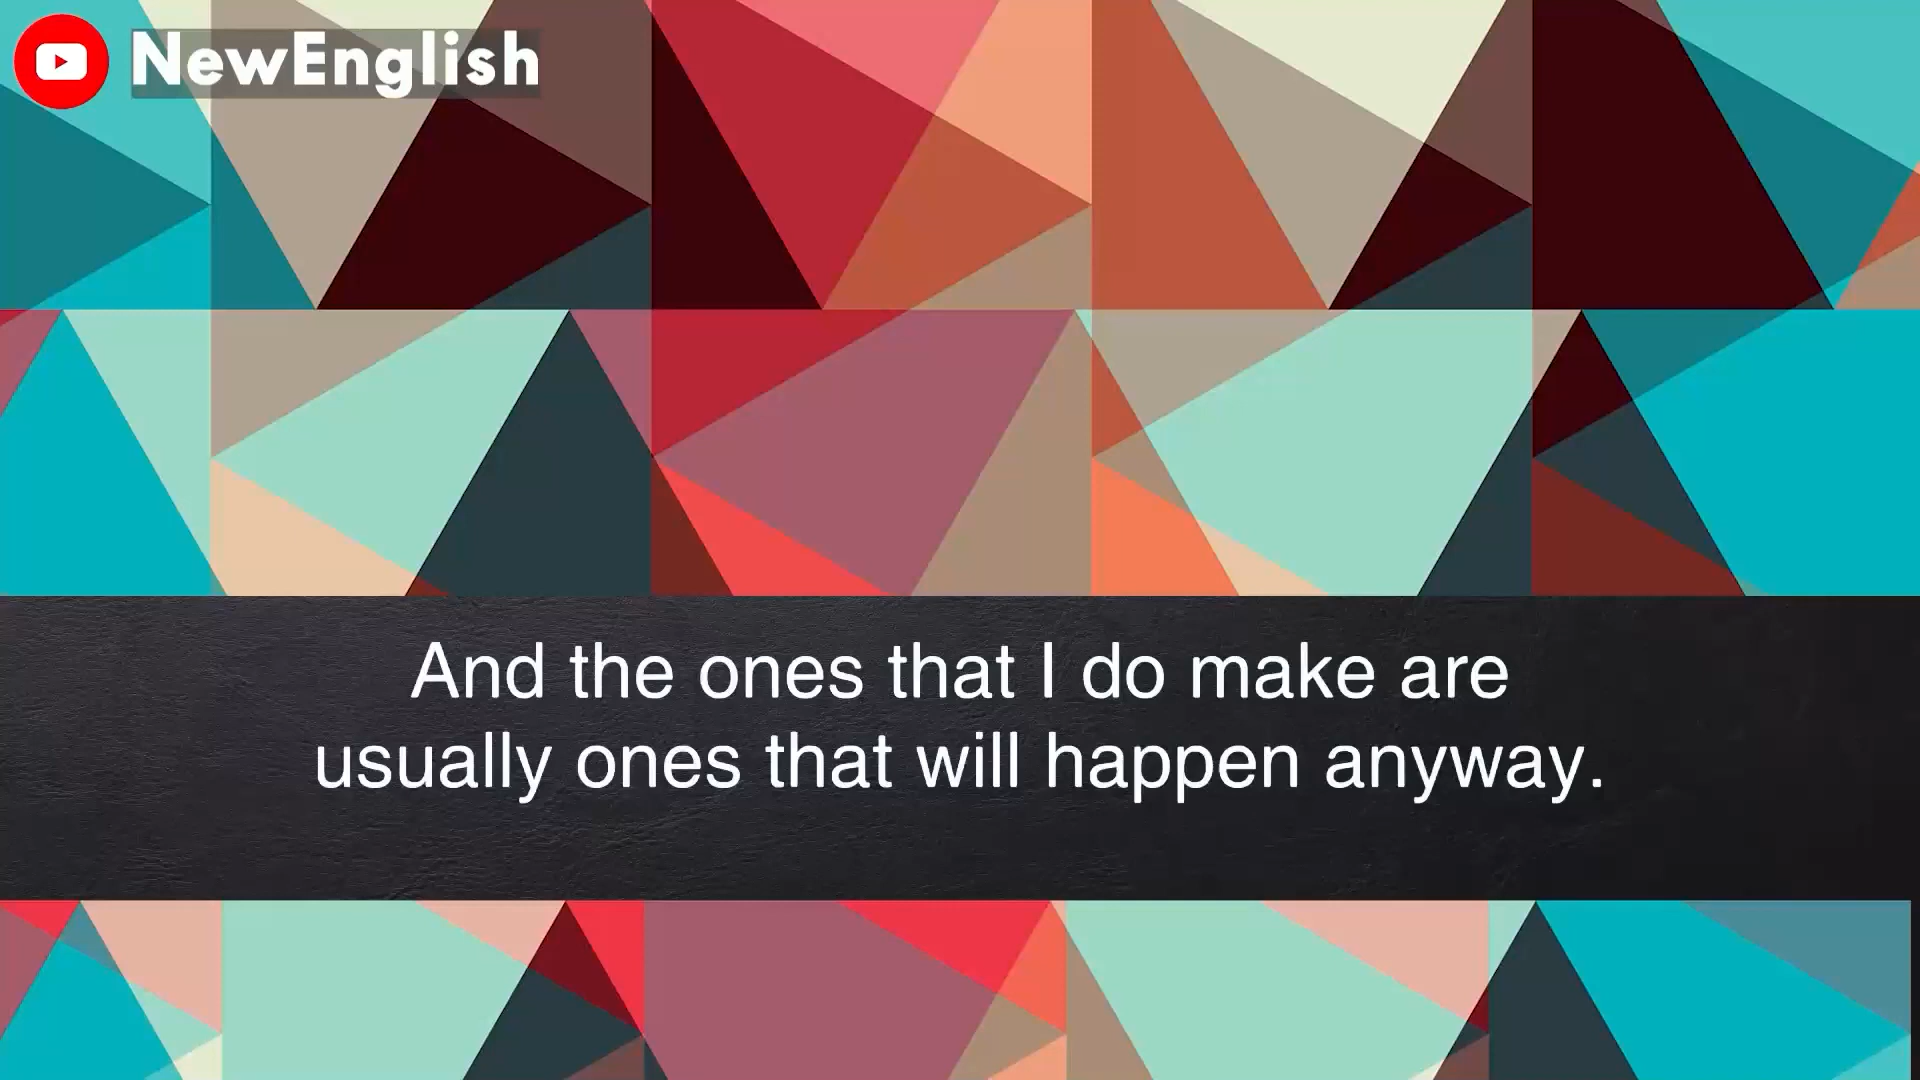 NewEnglish
And the ones that I do make are
usually ones that will happen anyway.